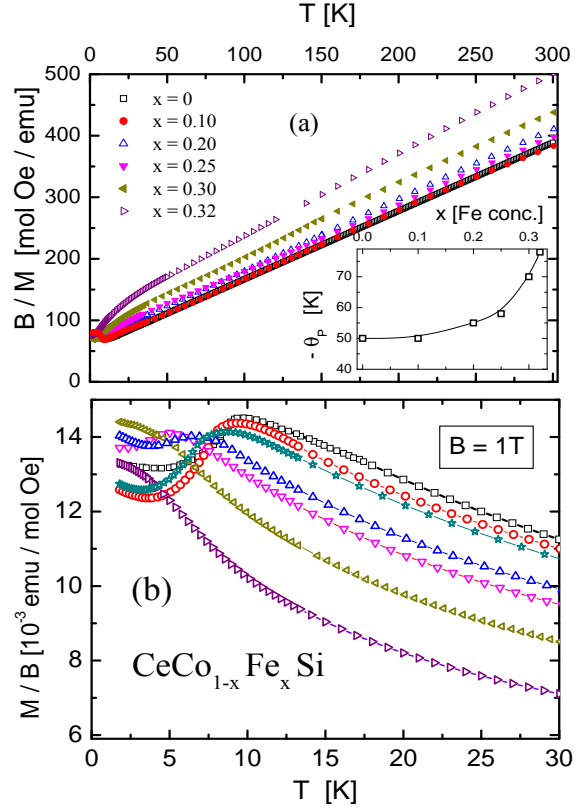 T [K]
0 50 100 150 200 250 300
500
400
300
200
100
0
B / M [mol Oe / emu]
x = 0
x = 0.10
x = 0.20
x = 0.25
x = 0.30
x = 0.32
(a)
x [Fe conc.]
0.0 0.1 0.2 0.3
70
60
50
40
- θP [K]
14
12
10
8
6
M / B [10-3 emu / mol Oe]
B = 1T
(b)
CeCo1-xFexSi
0 5 10 15 20 25 30
T [K]